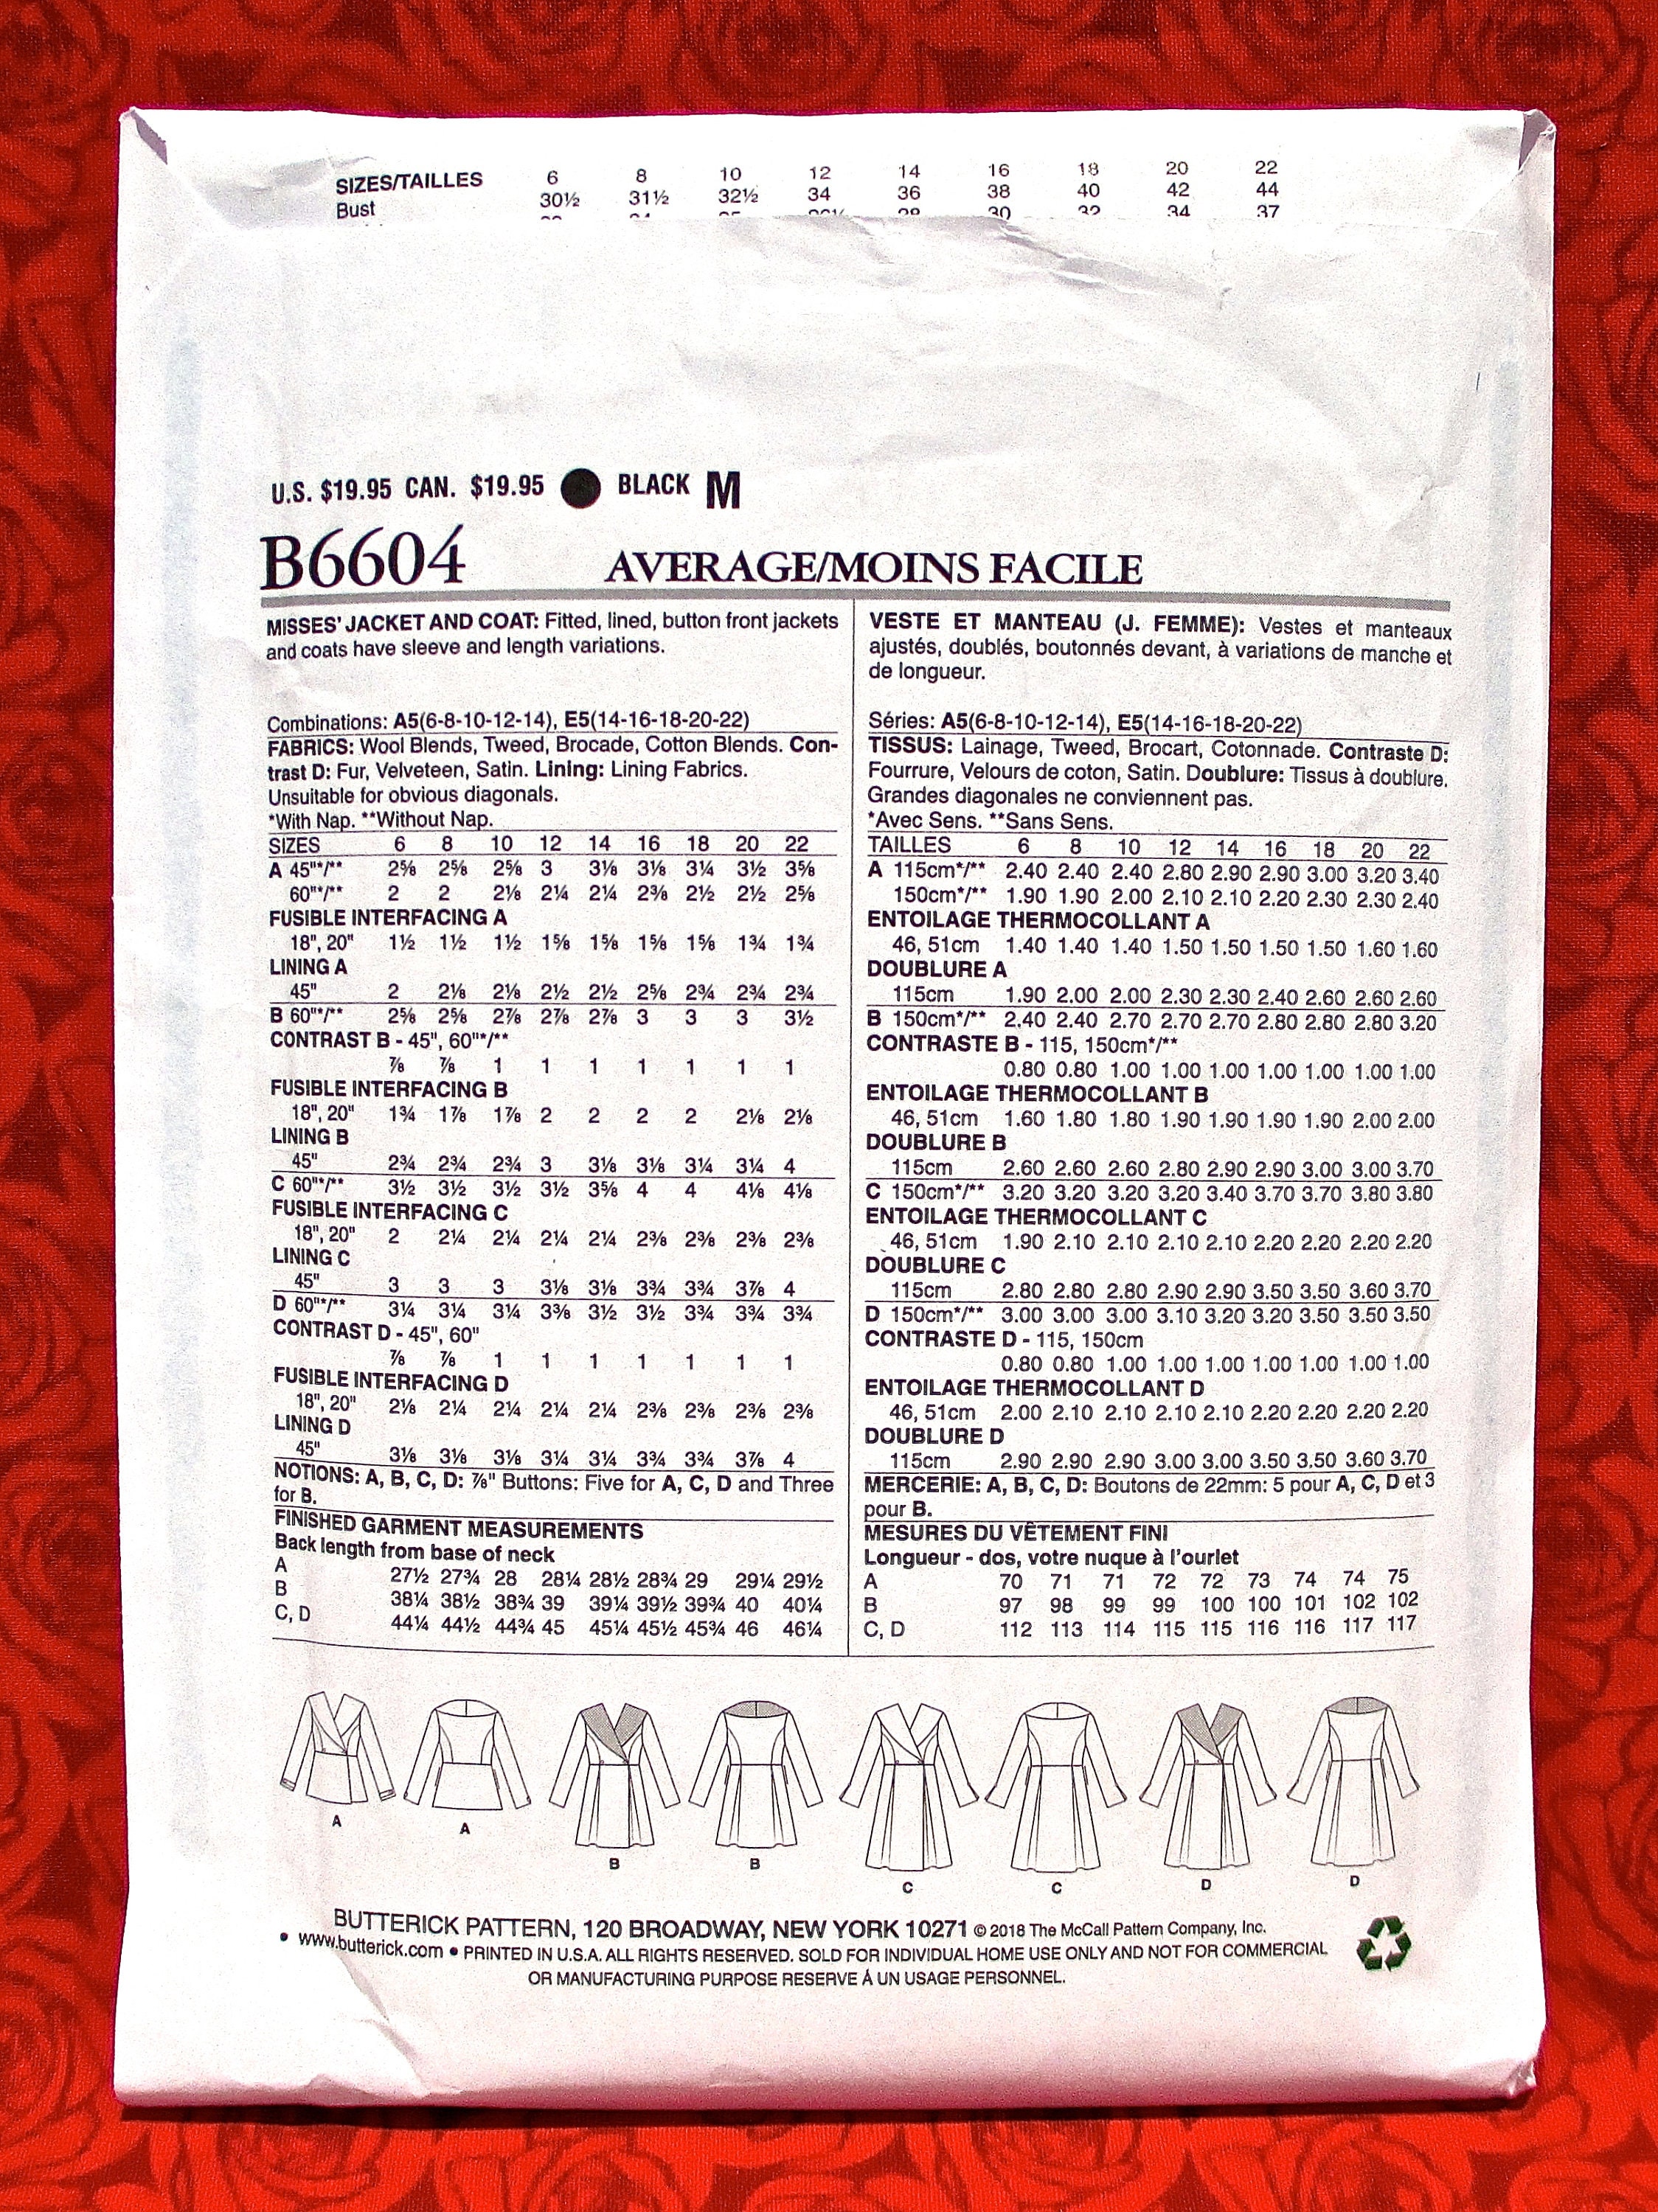 SIZES/TAILLES 6 8 10 12 14 16 18 20 22
Bust 30½ 31½ 32½ 34 36 38 40 42 44
30 32 34 37
U.S. $19.95 CAN. $19.95 BLACK M
B6604 AVERAGE/MOINS FACILE
MISSES' JACKET AND COAT: Fitted, lined, button front jackets
and coats have sleeve and length variations.
Combinations: A5(6-8-10-12-14), E5(14-16-18-20-22)
FABRICS: Wool Blends, Tweed, Brocade, Cotton Blends. Con-
trast D: Fur, Velveteen, Satin. Lining: Lining Fabrics.
Unsuitable for obvious diagonals.
*With Nap. **Without Nap.
SIZES 6 8 10 12 14 16 18 20 22
A 45"*/** 2⅝ 2⅝ 2⅝ 3 3⅛ 3⅛ 3¼ 3½ 3⅝
60"*/** 2 2 2⅛ 2¼ 2¼ 2⅜ 2½ 2½ 2⅝
FUSIBLE INTERFACING A
18", 20" 1½ 1½ 1½ 1⅝ 1⅝ 1⅝ 1⅝ 1¾ 1¾
LINING A
45" 2 2⅛ 2⅛ 2½ 2½ 2⅝ 2¾ 2¾ 2¾
B 60"*/** 2⅝ 2⅝ 2⅞ 2⅞ 2⅞ 3 3 3 3½
CONTRAST B - 45", 60"*/**
⅞ ⅞ 1 1 1 1 1 1 1
FUSIBLE INTERFACING B
18", 20" 1¾ 1⅞ 1⅞ 2 2 2 2 2⅛ 2⅛
LINING B
45" 2¾ 2¾ 2¾ 3 3⅛ 3⅛ 3¼ 3¼ 4
C 60"*/** 3½ 3½ 3½ 3½ 3⅝ 4 4 4⅛ 4⅛
FUSIBLE INTERFACING C
18", 20" 2 2¼ 2¼ 2¼ 2¼ 2⅜ 2⅜ 2⅜ 2⅜
LINING C
45" 3 3 3 3⅛ 3⅛ 3¾ 3¾ 3⅞ 4
D 60"*/** 3¼ 3¼ 3¼ 3⅜ 3½ 3½ 3¾ 3¾ 3¾
CONTRAST D - 45", 60"
⅞ ⅞ 1 1 1 1 1 1 1
FUSIBLE INTERFACING D
18", 20" 2⅛ 2¼ 2¼ 2¼ 2¼ 2⅜ 2⅜ 2⅜ 2⅜
LINING D
45" 3⅛ 3⅛ 3⅛ 3¼ 3¼ 3¾ 3¾ 3⅞ 4
NOTIONS: A, B, C, D: ⅞" Buttons: Five for A, C, D and Three
for B.
FINISHED GARMENT MEASUREMENTS
Back length from base of neck
A 27½ 27¾ 28 28¼ 28½ 28¾ 29 29¼ 29½
B 38¼ 38½ 38¾ 39 39¼ 39½ 39¾ 40 40¼
C, D 44¼ 44½ 44¾ 45 45¼ 45½ 45¾ 46 46¼
VESTE ET MANTEAU (J. FEMME): Vestes et manteaux
ajustés, doublés, boutonnés devant, à variations de manche et
de longueur.
Séries: A5(6-8-10-12-14), E5(14-16-18-20-22)
TISSUS: Lainage, Tweed, Brocart, Cotonnade. Contraste D:
Fourrure, Velours de coton, Satin. Doublure: Tissus à doublure.
Grandes diagonales ne conviennent pas.
*Avec Sens. **Sans Sens.
TAILLES 6 8 10 12 14 16 18 20 22
A 115cm*/** 2.40 2.40 2.40 2.80 2.90 2.90 3.00 3.20 3.40
150cm*/** 1.90 1.90 2.00 2.10 2.10 2.20 2.30 2.30 2.40
ENTOILAGE THERMOCOLLANT A
46, 51cm 1.40 1.40 1.40 1.50 1.50 1.50 1.50 1.60 1.60
DOUBLURE A
115cm 1.90 2.00 2.00 2.30 2.30 2.40 2.60 2.60 2.60
B 150cm*/** 2.40 2.40 2.70 2.70 2.70 2.80 2.80 2.80 3.20
CONTRASTE B - 115, 150cm*/**
0.80 0.80 1.00 1.00 1.00 1.00 1.00 1.00 1.00
ENTOILAGE THERMOCOLLANT B
46, 51cm 1.60 1.80 1.80 1.90 1.90 1.90 1.90 2.00 2.00
DOUBLURE B
115cm 2.60 2.60 2.60 2.80 2.90 2.90 3.00 3.00 3.70
C 150cm*/** 3.20 3.20 3.20 3.20 3.40 3.70 3.70 3.80 3.80
ENTOILAGE THERMOCOLLANT C
46, 51cm 1.90 2.10 2.10 2.10 2.10 2.20 2.20 2.20 2.20
DOUBLURE C
115cm 2.80 2.80 2.80 2.90 2.90 3.50 3.50 3.60 3.70
D 150cm*/** 3.00 3.00 3.00 3.10 3.20 3.20 3.50 3.50 3.50
CONTRASTE D - 115, 150cm
0.80 0.80 1.00 1.00 1.00 1.00 1.00 1.00 1.00
ENTOILAGE THERMOCOLLANT D
46, 51cm 2.00 2.10 2.10 2.10 2.10 2.20 2.20 2.20 2.20
DOUBLURE D
115cm 2.90 2.90 2.90 3.00 3.00 3.50 3.50 3.60 3.70
MERCERIE: A, B, C, D: Boutons de 22mm: 5 pour A, C, D et 3
pour B.
MESURES DU VÊTEMENT FINI
Longueur - dos, votre nuque à l'ourlet
A 70 71 71 72 72 73 74 74 75
B 97 98 99 99 100 100 101 102 102
C, D 112 113 114 115 115 116 116 117 117
A A B B C C D D
BUTTERICK PATTERN, 120 BROADWAY, NEW YORK 10271 © 2018 The McCall Pattern Company, Inc.
• www.butterick.com • PRINTED IN U.S.A. ALL RIGHTS RESERVED. SOLD FOR INDIVIDUAL HOME USE ONLY AND NOT FOR COMMERCIAL
OR MANUFACTURING PURPOSE RESERVE Á UN USAGE PERSONNEL.